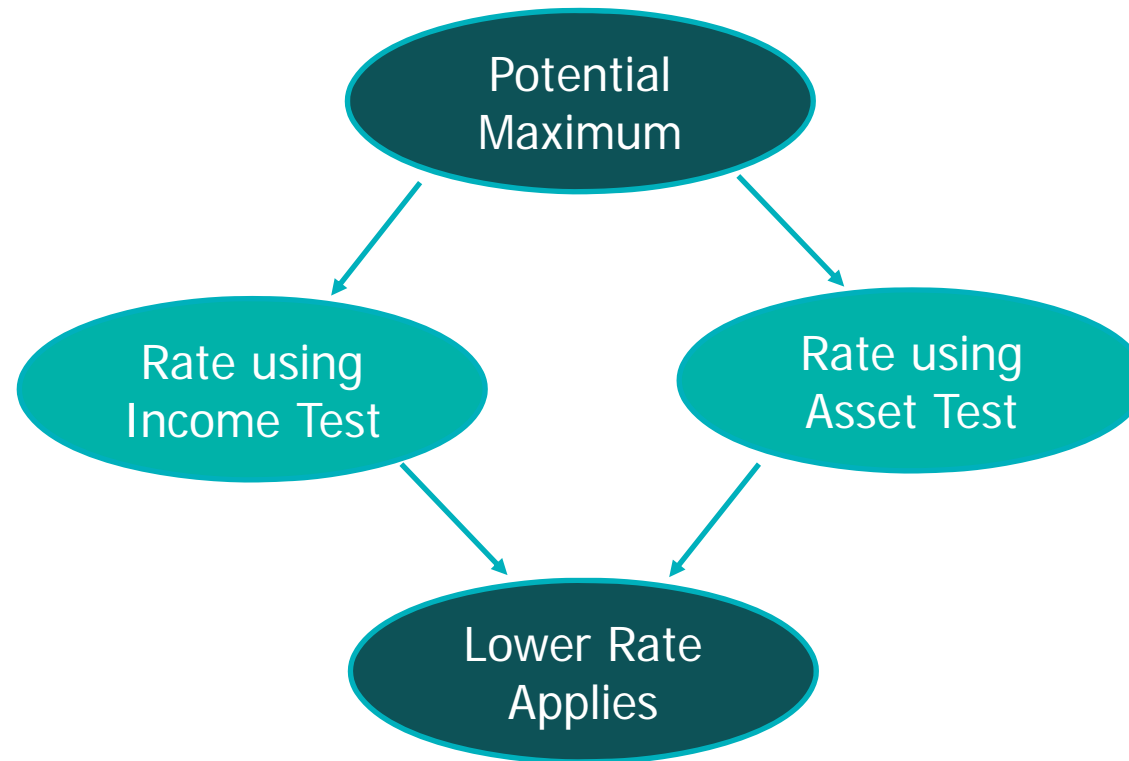 Potential
Maximum
Rate using
Income Test
Rate using
Asset Test
Lower Rate
Applies